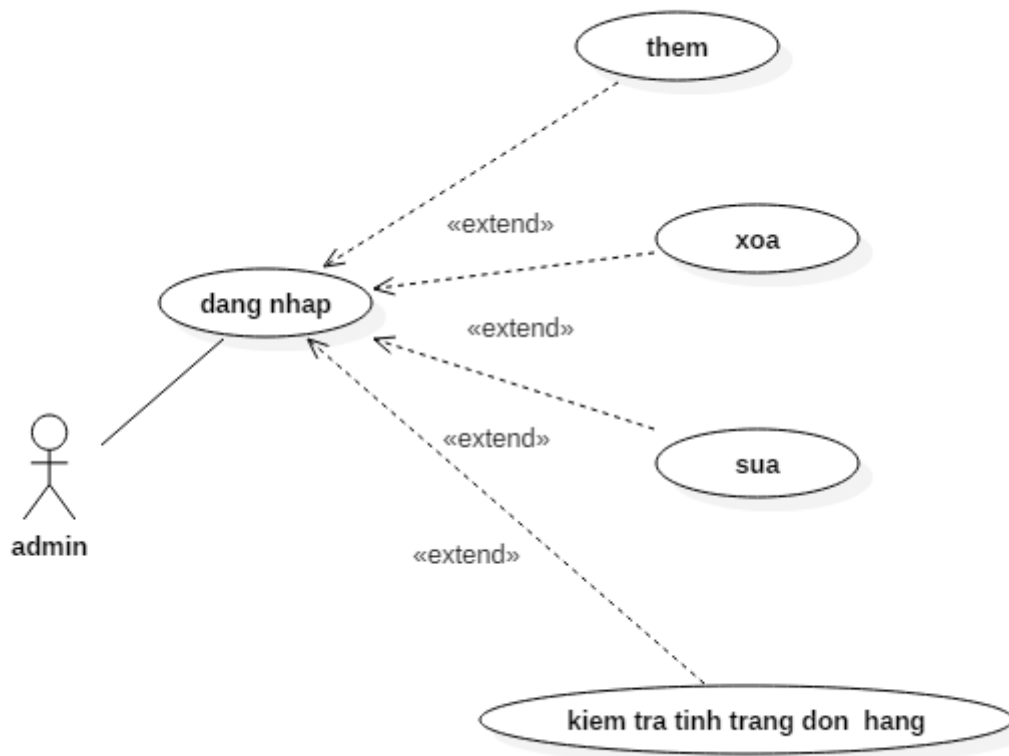 them
«extend»
xoa
dang nhap
«extend»
«extend»
sua
admin
«extend»
kiem tra tinh trang don  hang